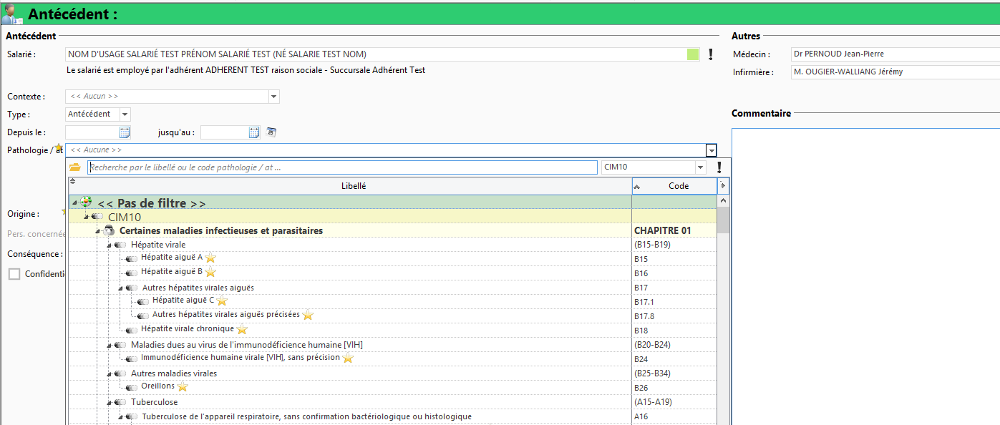 Antécédent :
Antécédent
Autres
Salarié : NOM D'USAGE SALARIÉ TEST PRÉNOM SALARIÉ TEST (NÉ SALARIE TEST NOM)
Médecin : Dr PERNOUD Jean-Pierre
Le salarié est employé par l'adhérent ADHERENT TEST raison sociale - Succursale Adhérent Test
Infirmière : M. OUGIER-WALLIANG Jérémy
Contexte : << Aucun >>
Type : Antécédent
Commentaire
Depuis le : jusqu'au :
Pathologie / at << Aucune >>
Recherche par le libellé ou le code pathologie / at ... CIM10
Libellé Code
<< Pas de filtre >>
Origine : CIM10
Pers. concernée Certaines maladies infectieuses et parasitaires CHAPITRE 01
Hépatite virale (B15-B19)
Conséquence : Hépatite aiguë A B15
Confidenti Hépatite aiguë B B16
Autres hépatites virales aiguës B17
Hépatite aiguë C B17.1
Autres hépatites virales aiguës précisées B17.8
Hépatite virale chronique B18
Maladies dues au virus de l'immunodéficience humaine [VIH] (B20-B24)
Immunodéficience humaine virale [VIH], sans précision B24
Autres maladies virales (B25-B34)
Oreillons B26
Tuberculose (A15-A19)
Tuberculose de l'appareil respiratoire, sans confirmation bactériologique ou histologique A16